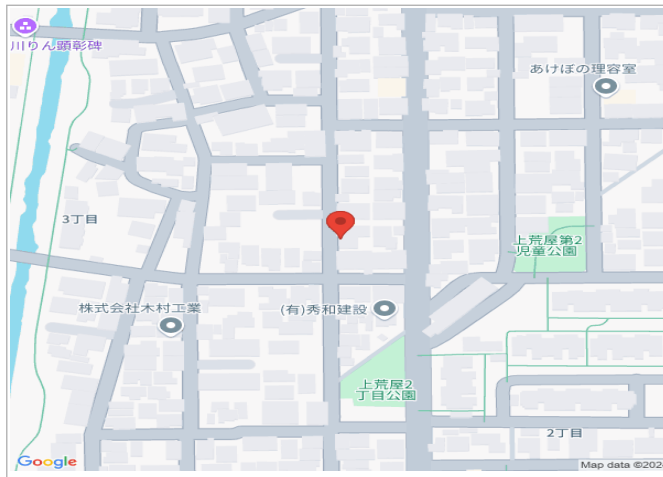 川りん顕彰碑
あけぼの理容室
3丁目
上荒屋第2
児童公園
(有)秀和建設
株式会社木村工業
上荒屋2
丁目公園
2丁目
Google
Map data ©202